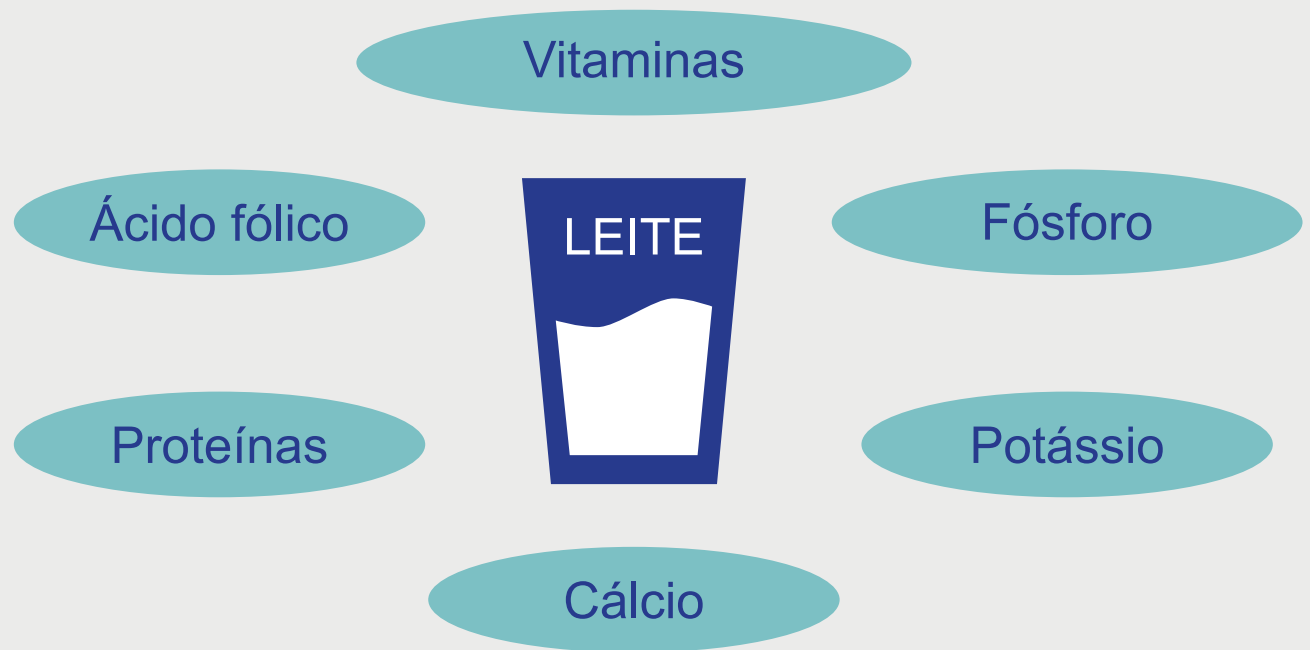 Vitaminas
Ácido fólico
LEITE
Fósforo
Proteínas
Potássio
Cálcio